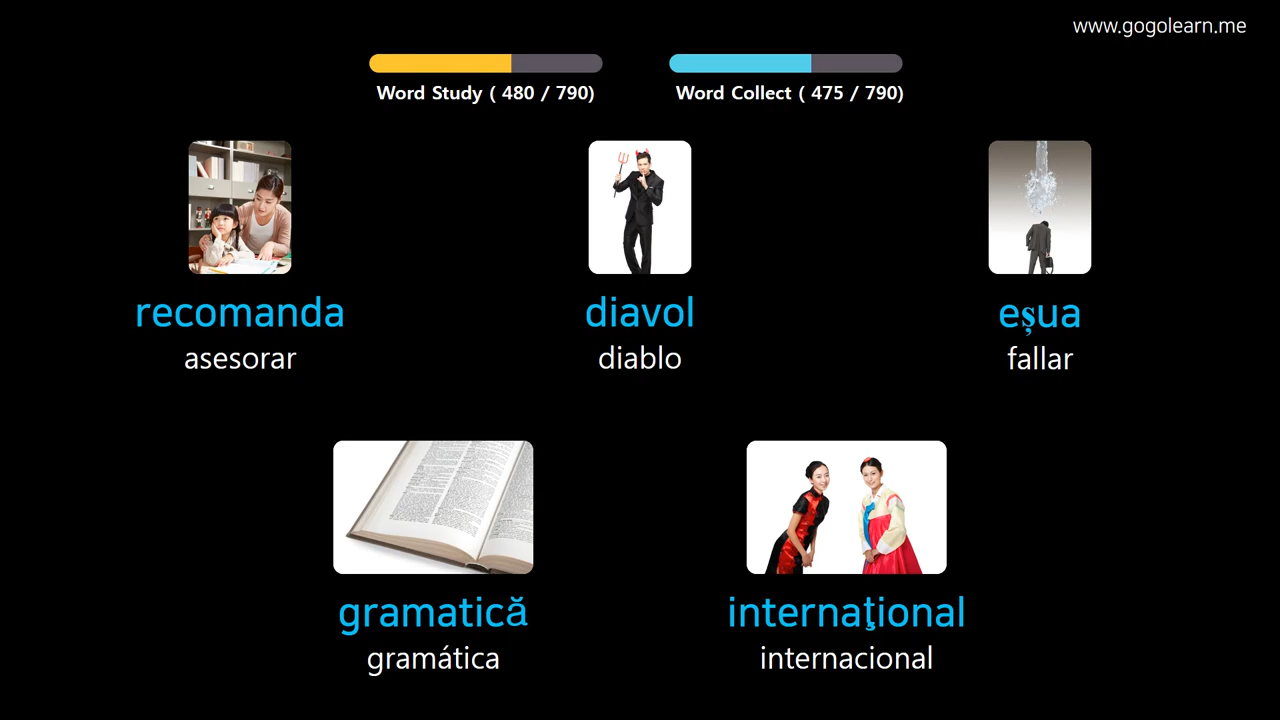 www.gogolearn.me
Word Study ( 480 / 790)
Word Collect ( 475 / 790)
recomanda
asesorar
diavol
diablo
eșua
fallar
gramatică
gramática
internaţional
internacional